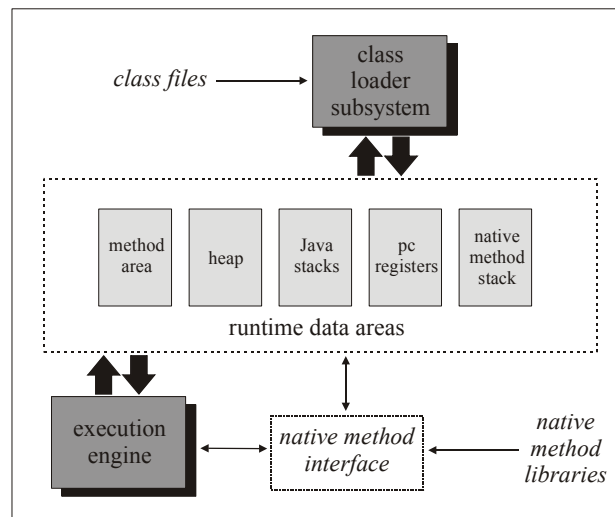 class
loader
subsystem
class files
method
area
heap
Java
stacks
pc
registers
native
method
stack
runtime data areas
execution
engine
native method
interface
native
method
libraries